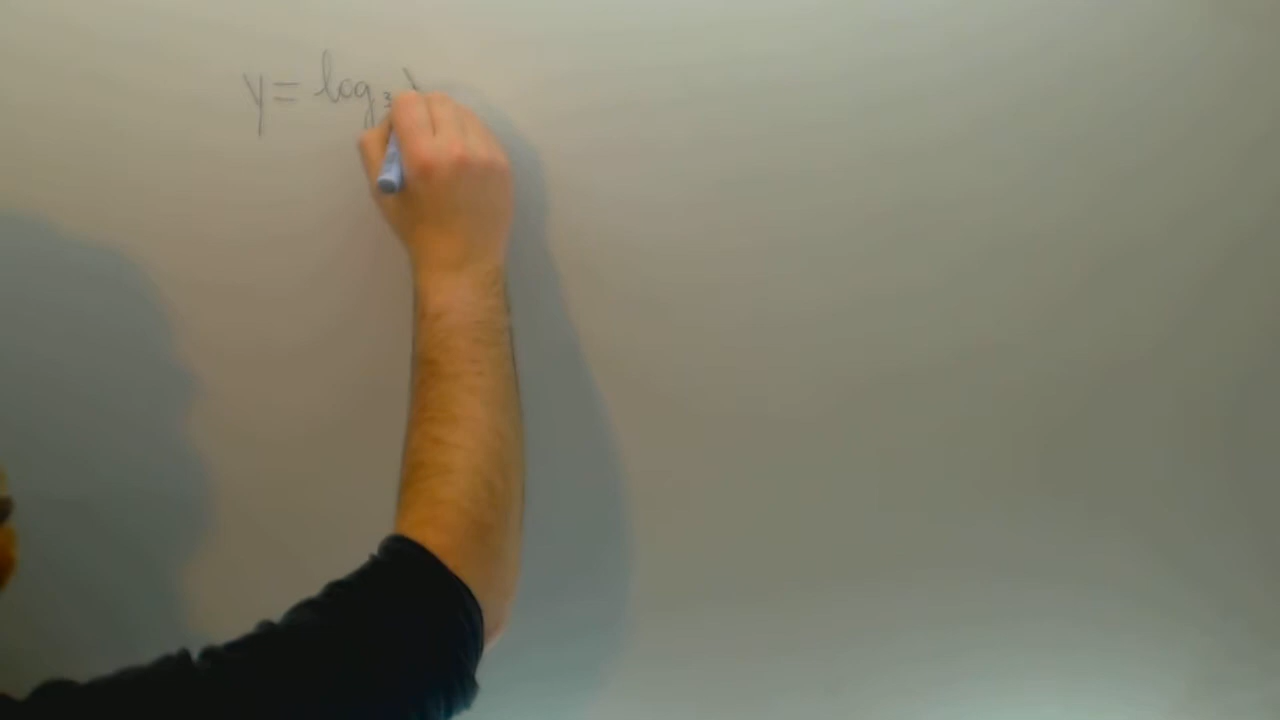 y = log₃ x